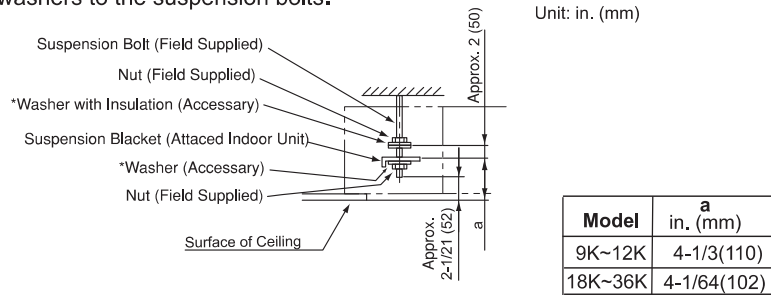 washers to the suspension bolts.
Unit: in. (mm)
Suspension Bolt (Field Supplied)
Nut (Field Supplied)
*Washer with Insulation (Accessary)
Suspension Blacket (Attaced Indoor Unit)
*Washer (Accessary)
Nut (Field Supplied)
Surface of Ceiling
Approx. 2 (50)
Approx.
2-1/21 (52)
a
Model a
in. (mm)
9K~12K 4-1/3(110)
18K~36K 4-1/64(102)